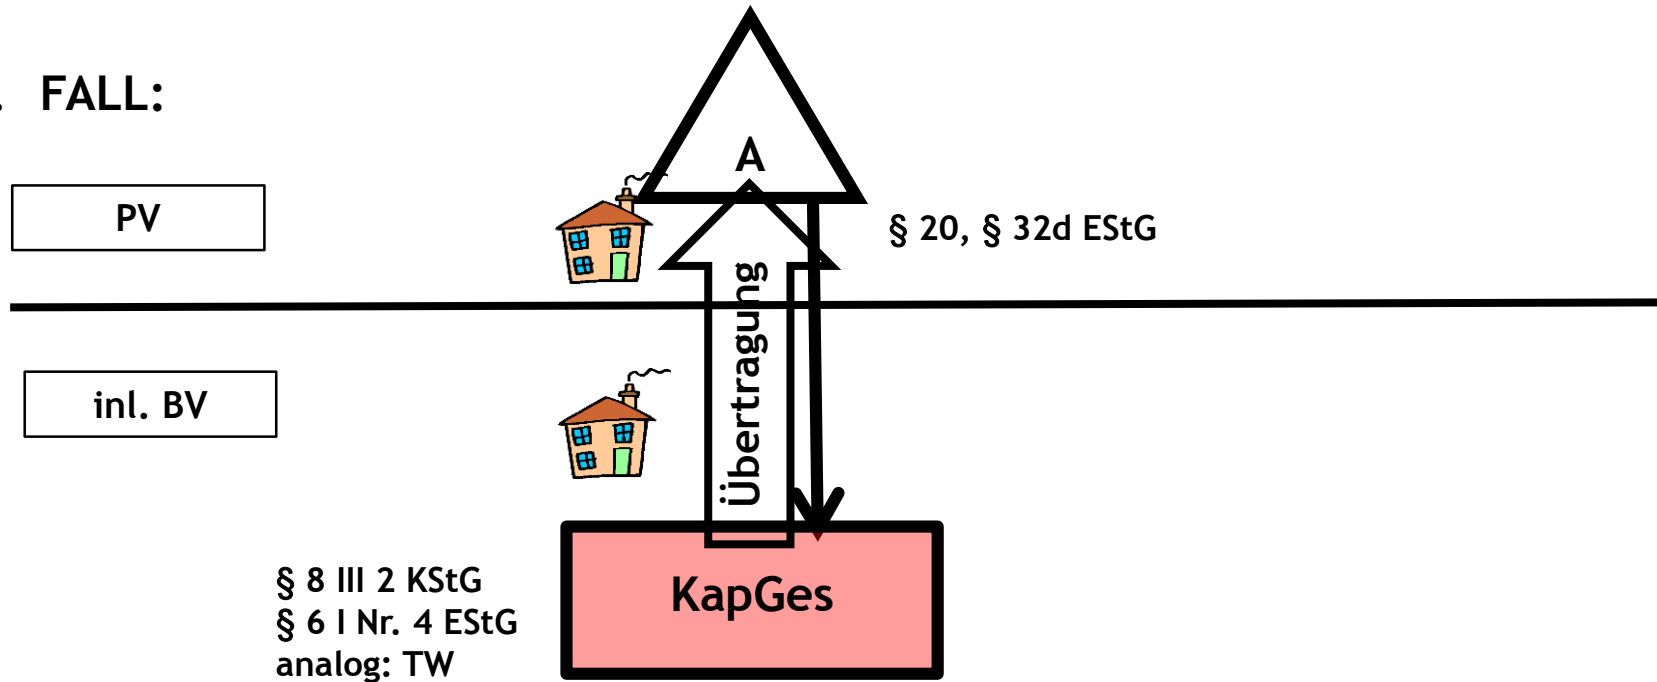 . FALL:
A
PV
§ 20, § 32d EStG
Übertragung
inl. BV
§ 8 III 2 KStG
§ 6 I Nr. 4 EStG
analog: TW
KapGes